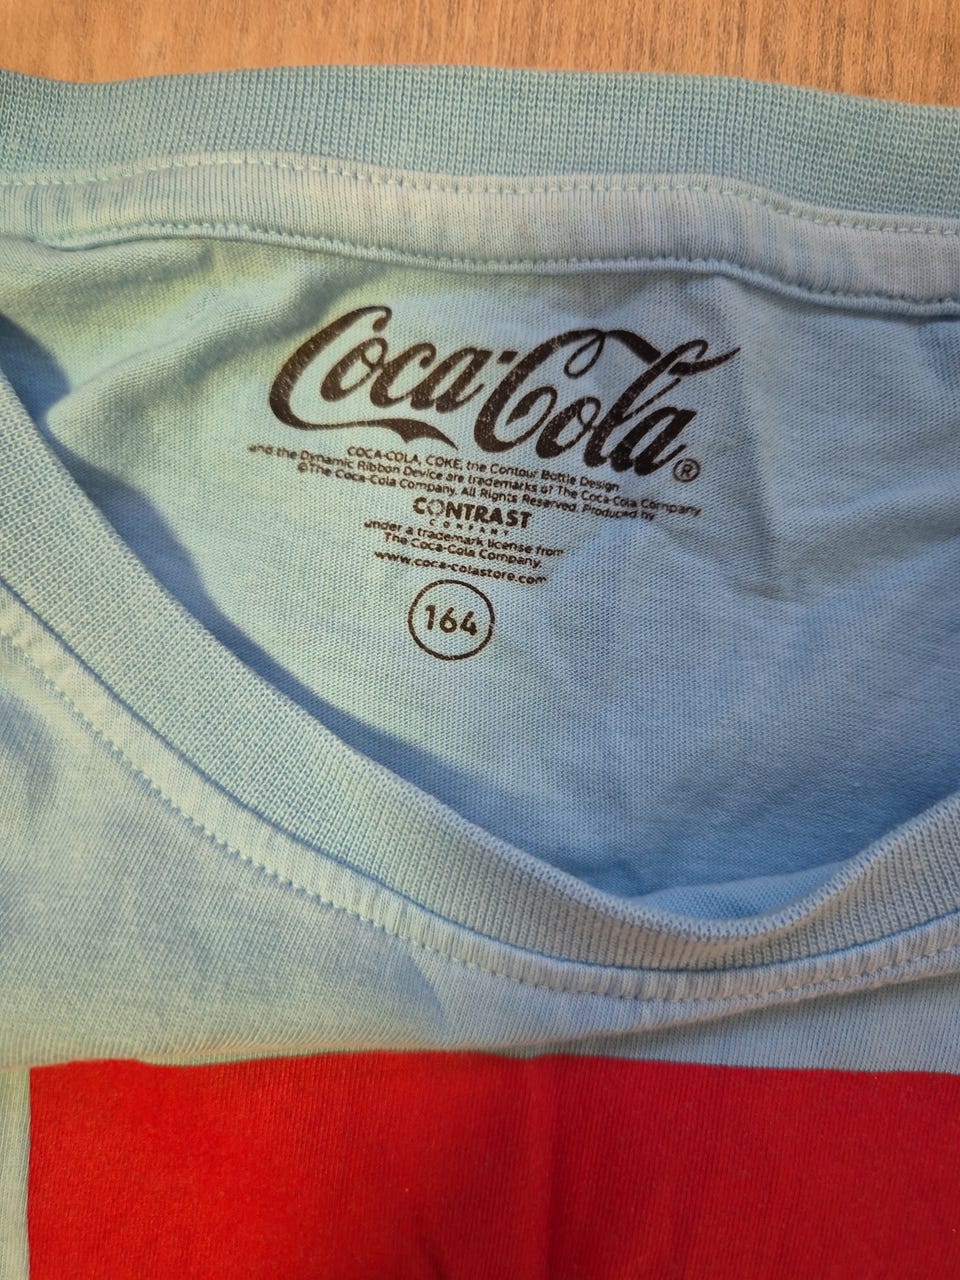 Coca-Cola®
COCA-COLA, COKE, the Contour Bottle Design
and the Dynamic Ribbon Device are trademarks of The Coca-Cola Company
©The Coca-Cola Company. All Rights Reserved. Produced by
CONTRAST
COMPANY
under a trademark license from
The Coca-Cola Company.
www.coca-colastore.com
164